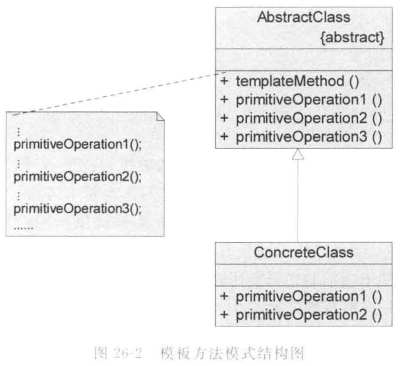 AbstractClass
{abstract}
+ templateMethod ()
+ primitiveOperation1 ()
+ primitiveOperation2 ()
+ primitiveOperation3 ()
⋮
primitiveOperation1();
⋮
primitiveOperation2();
⋮
primitiveOperation3();
......
ConcreteClass
+ primitiveOperation1 ()
+ primitiveOperation2 ()
图 26-2 模板方法模式结构图